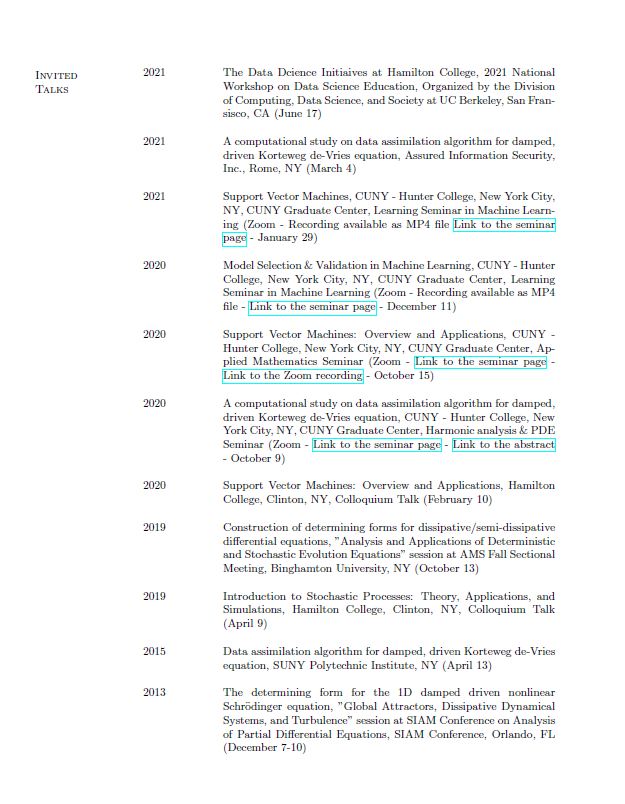 INVITED
TALKS
2021
The Data Dcience Initiaives at Hamilton College, 2021 National
Workshop on Data Science Education, Organized by the Division
of Computing, Data Science, and Society at UC Berkeley, San Fran-
sisco, CA (June 17)
2021
A computational study on data assimilation algorithm for damped,
driven Korteweg de-Vries equation, Assured Information Security,
Inc., Rome, NY (March 4)
2021
Support Vector Machines, CUNY - Hunter College, New York City,
NY, CUNY Graduate Center, Learning Seminar in Machine Learn-
ing (Zoom - Recording available as MP4 file Link to the seminar
page - January 29)
2020
Model Selection & Validation in Machine Learning, CUNY - Hunter
College, New York City, NY, CUNY Graduate Center, Learning
Seminar in Machine Learning (Zoom - Recording available as MP4
file - Link to the seminar page - December 11)
2020
Support Vector Machines: Overview and Applications, CUNY -
Hunter College, New York City, NY, CUNY Graduate Center, Ap-
plied Mathematics Seminar (Zoom - Link to the seminar page -
Link to the Zoom recording - October 15)
2020
A computational study on data assimilation algorithm for damped,
driven Korteweg de-Vries equation, CUNY - Hunter College, New
York City, NY, CUNY Graduate Center, Harmonic analysis & PDE
Seminar (Zoom - Link to the seminar page - Link to the abstract
- October 9)
2020
Support Vector Machines: Overview and Applications, Hamilton
College, Clinton, NY, Colloquium Talk (February 10)
2019
Construction of determining forms for dissipative/semi-dissipative
differential equations, ”Analysis and Applications of Deterministic
and Stochastic Evolution Equations” session at AMS Fall Sectional
Meeting, Binghamton University, NY (October 13)
2019
Introduction to Stochastic Processes: Theory, Applications, and
Simulations, Hamilton College, Clinton, NY, Colloquium Talk
(April 9)
2015
Data assimilation algorithm for damped, driven Korteweg de-Vries
equation, SUNY Polytechnic Institute, NY (April 13)
2013
The determining form for the 1D damped driven nonlinear
Schrödinger equation, ”Global Attractors, Dissipative Dynamical
Systems, and Turbulence” session at SIAM Conference on Analysis
of Partial Differential Equations, SIAM Conference, Orlando, FL
(December 7-10)